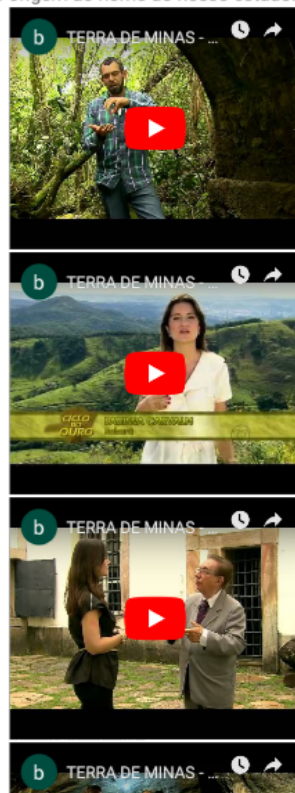 origem do nome do nosso estado
b TERRA DE MINAS - ...
b TERRA DE MINAS - ...
CICLO DO OURO
Sabará
b TERRA DE MINAS - ...
b TERRA DE MINAS - ...